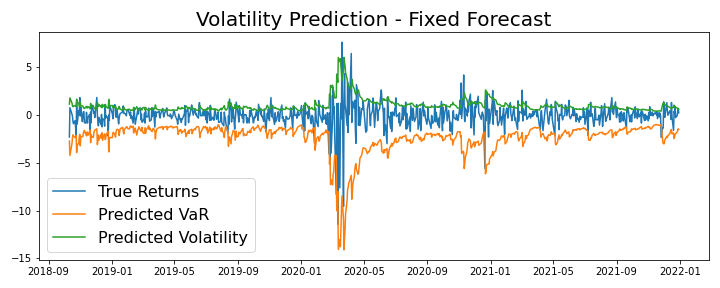 Volatility Prediction - Fixed Forecast
5
0
−5
−10
−15
True Returns
Predicted VaR
Predicted Volatility
2018-09 2019-01 2019-05 2019-09 2020-01 2020-05 2020-09 2021-01 2021-05 2021-09 2022-01